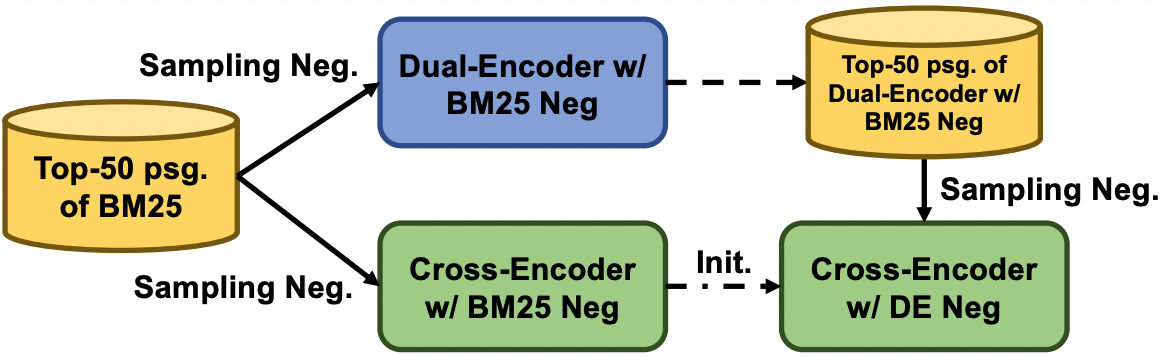 Sampling Neg.
Dual-Encoder w/
BM25 Neg
Top-50 psg. of
Dual-Encoder w/
BM25 Neg
Top-50 psg.
of BM25
Sampling Neg.
Sampling Neg.
Cross-Encoder
w/ BM25 Neg
Init.
Cross-Encoder
w/ DE Neg